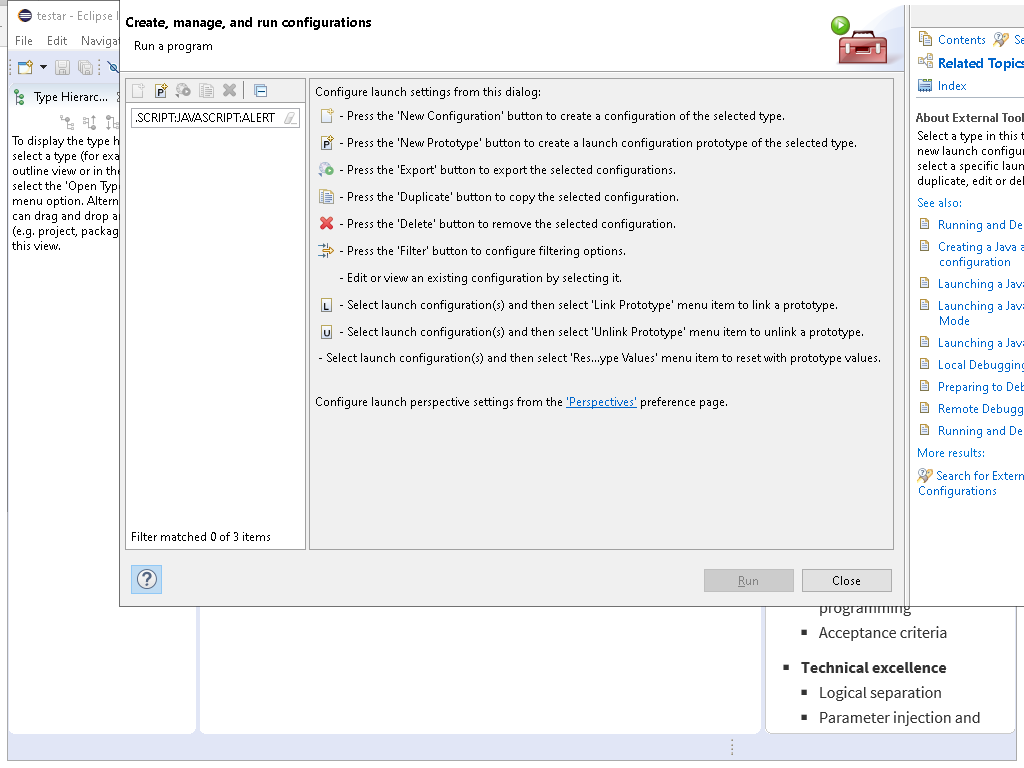 testar - Eclipse
File Edit Navigat
Type Hierarc...
To display the type h
select a type (for exa
outline view or in the
select the 'Open Typ
menu option. Altern
can drag and drop a
(e.g. project, packag
this view.
Create, manage, and run configurations
Run a program
.SCRIPT:JAVASCRIPT:ALERT
Filter matched 0 of 3 items
Configure launch settings from this dialog:
- Press the 'New Configuration' button to create a configuration of the selected type.
P - Press the 'New Prototype' button to create a launch configuration prototype of the selected type.
- Press the 'Export' button to export the selected configurations.
- Press the 'Duplicate' button to copy the selected configuration.
- Press the 'Delete' button to remove the selected configuration.
- Press the 'Filter' button to configure filtering options.
- Edit or view an existing configuration by selecting it.
L - Select launch configuration(s) and then select 'Link Prototype' menu item to link a prototype.
U - Select launch configuration(s) and then select 'Unlink Prototype' menu item to unlink a prototype.
- Select launch configuration(s) and then select 'Res...ype Values' menu item to reset with prototype values.
Configure launch perspective settings from the 'Perspectives' preference page.
?
Run
Close
Contents Se
Related Topics
Index
About External Tool
Select a type in this t
new launch configur
select a specific laun
duplicate, edit or del
See also:
Running and De
Creating a Java a
configuration
Launching a Java
Launching a Java
Mode
Launching a Java
Local Debugging
Preparing to Deb
Remote Debugg
Running and De
More results:
Search for Extern
Configurations
programming
▪ Acceptance criteria
▪ Technical excellence
▪ Logical separation
▪ Parameter injection and